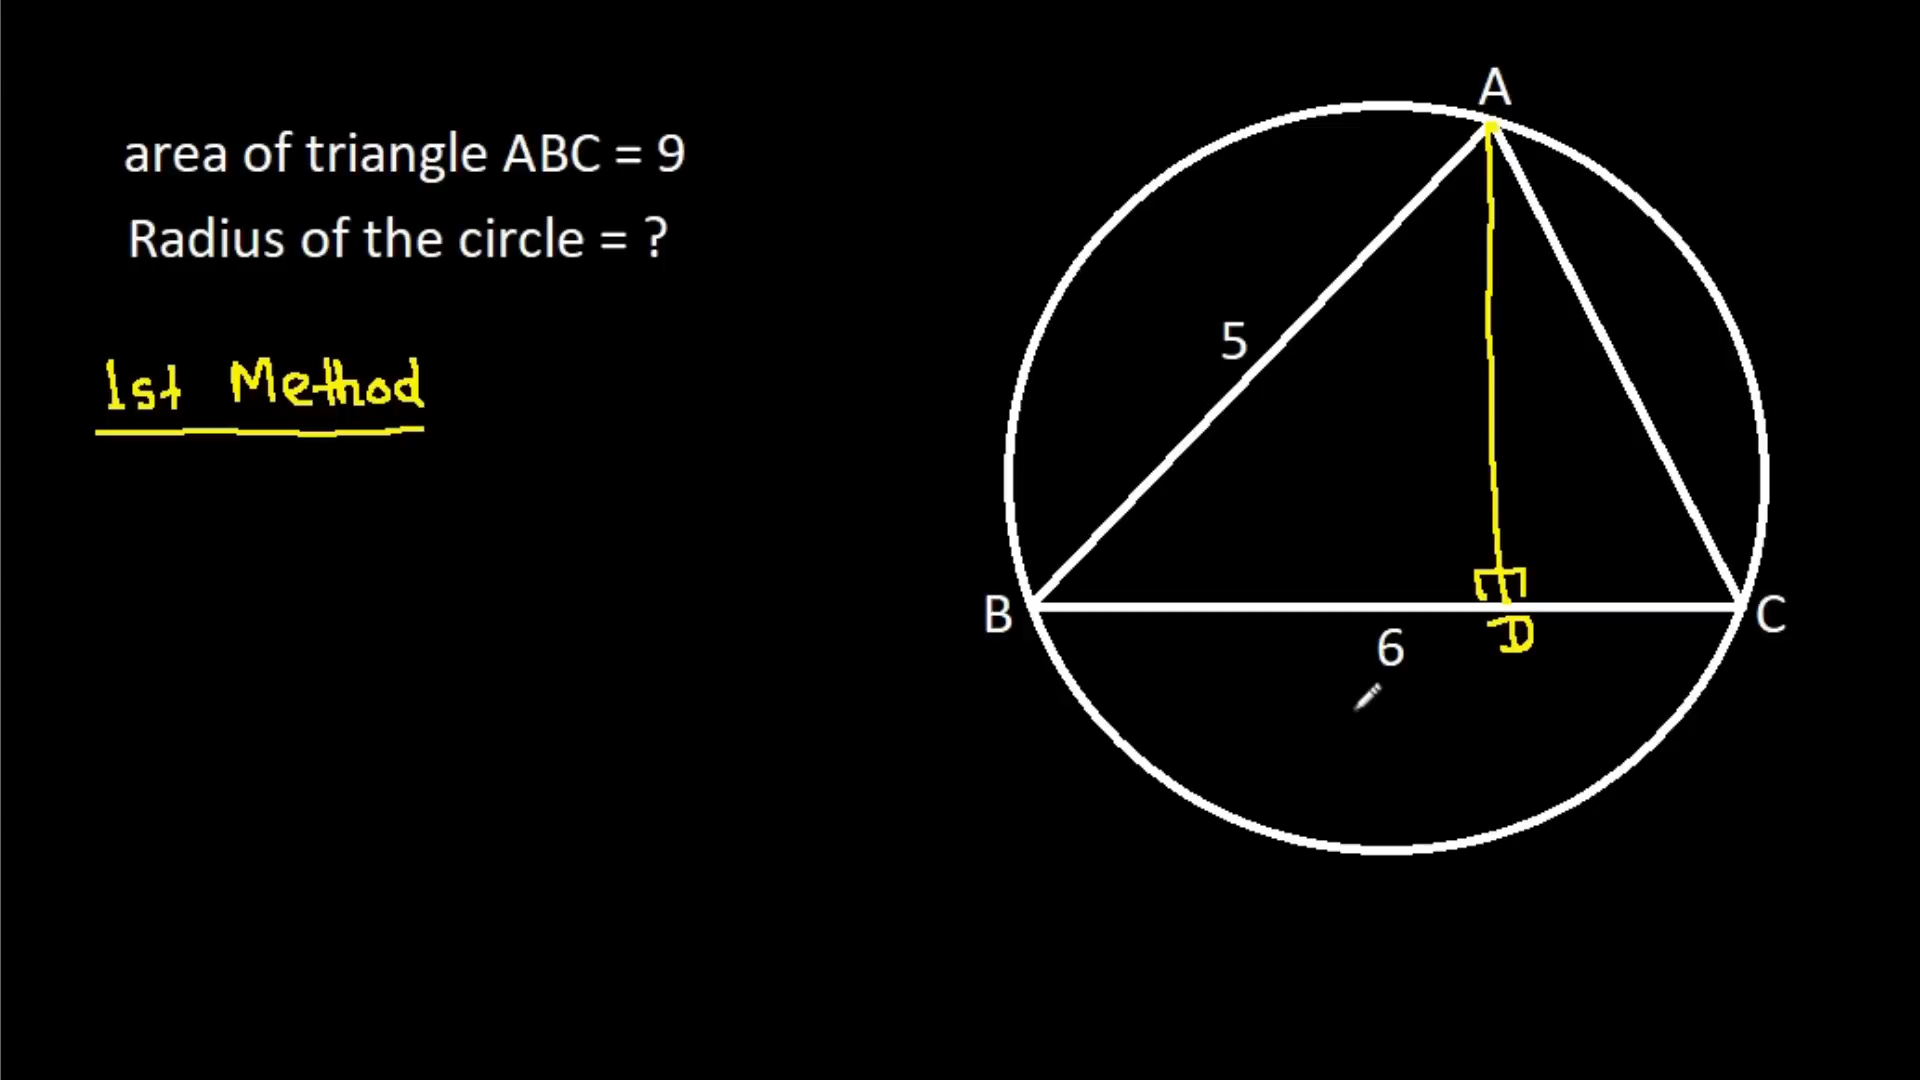 area of triangle ABC = 9
Radius of the circle = ?
1st Method
A
5
B
C
6
D